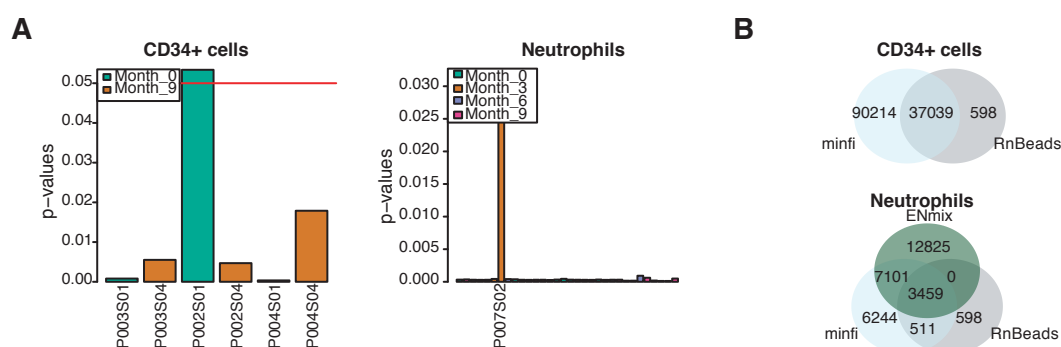 A
CD34+ cells
p−values
0.05
0.04
0.03
0.02
0.01
0.00
Month_0
Month_9
P003S01
P003S04
P002S01
P002S04
P004S01
P004S04
Neutrophils
p−values
0.030
0.025
0.020
0.015
0.010
0.005
0.000
Month_0
Month_3
Month_6
Month_9
P007S02
B
CD34+ cells
90214 37039 598
minfi RnBeads
Neutrophils
ENmix
12825
7101 0
3459
6244 598
511
minfi RnBeads